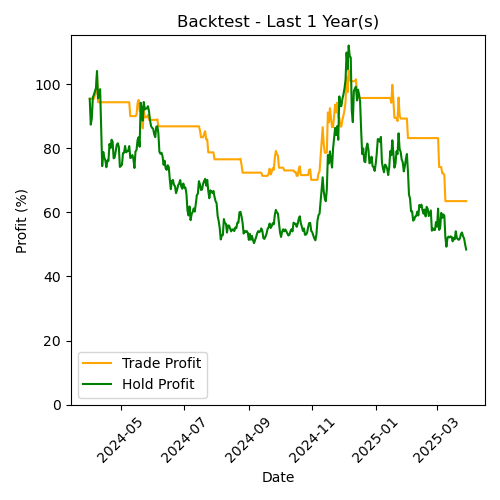 Backtest - Last 1 Year(s)
Profit (%)
100
80
60
40
20
0
Trade Profit
Hold Profit
2024-05
2024-07
2024-09
2024-11
2025-01
2025-03
Date